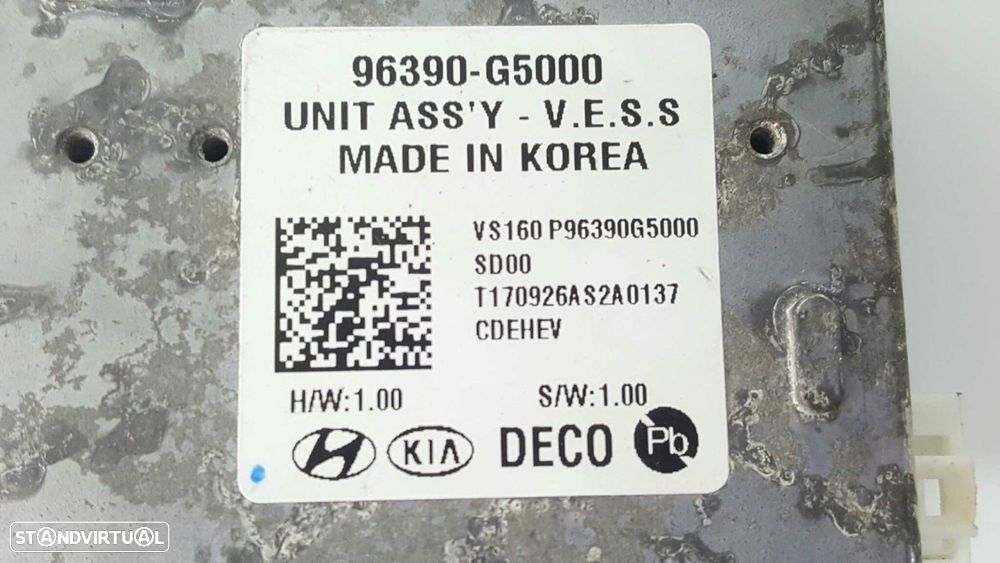 96390-G5000
UNIT ASS'Y - V.E.S.S
MADE IN KOREA
VS160 P96390G5000
SD00
T170926AS2A0137
CDEHEV
H/W:1.00 S/W:1.00
KIA DECO Pb
STANDVIRTUAL